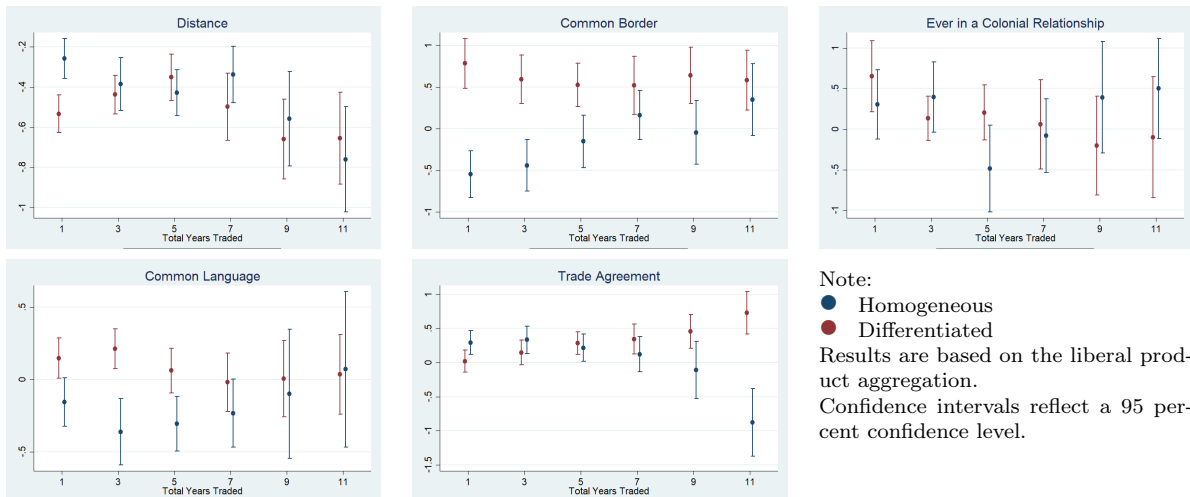 Distance
-.2
-.4
-.6
-.8
-1
1 3 5 7 9 11
Total Years Traded
Common Border
1
.5
0
-.5
-1
1 3 5 7 9 11
Total Years Traded
Ever in a Colonial Relationship
1
.5
0
-.5
-1
1 3 5 7 9 11
Total Years Traded
Common Language
.5
0
-.5
1 3 5 7 9 11
Total Years Traded
Trade Agreement
1
.5
0
-.5
-1
-1.5
1 3 5 7 9 11
Total Years Traded
Note:
Homogeneous
Differentiated
Results are based on the liberal prod-
uct aggregation.
Confidence intervals reflect a 95 per-
cent confidence level.